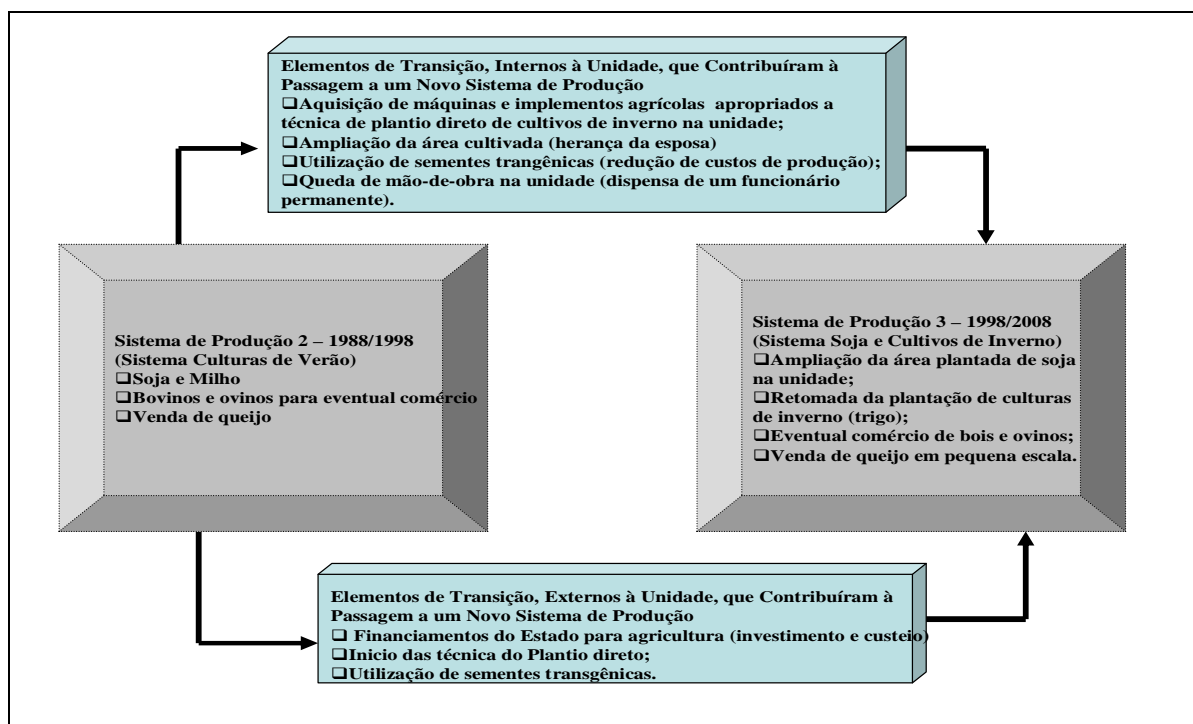 Elementos de Transição, Internos à Unidade, que Contribuíram à
Passagem a um Novo Sistema de Produção
❑Aquisição de máquinas e implementos agrícolas apropriados a
técnica de plantio direto de cultivos de inverno na unidade;
❑Ampliação da área cultivada (herança da esposa)
❑Utilização de sementes trangênicas (redução de custos de produção);
❑Queda de mão-de-obra na unidade (dispensa de um funcionário
permanente).
Sistema de Produção 2 – 1988/1998
(Sistema Culturas de Verão)
❑Soja e Milho
❑Bovinos e ovinos para eventual comércio
❑Venda de queijo
Sistema de Produção 3 – 1998/2008
(Sistema Soja e Cultivos de Inverno)
❑Ampliação da área plantada de soja
na unidade;
❑Retomada da plantação de culturas
de inverno (trigo);
❑Eventual comércio de bois e ovinos;
❑Venda de queijo em pequena escala.
Elementos de Transição, Externos à Unidade, que Contribuíram à
Passagem a um Novo Sistema de Produção
❑ Financiamentos do Estado para agricultura (investimento e custeio)
❑Inicio das técnica do Plantio direto;
❑Utilização de sementes transgênicas.